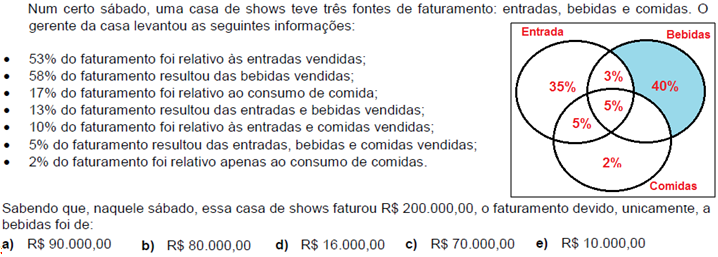 Num certo sábado, uma casa de shows teve três fontes de faturamento: entradas, bebidas e comidas. O
gerente da casa levantou as seguintes informações:
• 53% do faturamento foi relativo às entradas vendidas;
• 58% do faturamento resultou das bebidas vendidas;
• 17% do faturamento foi relativo ao consumo de comida;
• 13% do faturamento resultou das entradas e bebidas vendidas;
• 10% do faturamento foi relativo às entradas e comidas vendidas;
• 5% do faturamento resultou das entradas, bebidas e comidas vendidas;
• 2% do faturamento foi relativo apenas ao consumo de comidas.
Entrada
Bebidas
35%
3%
40%
5%
5%
2%
Comidas
Sabendo que, naquele sábado, essa casa de shows faturou R$ 200.000,00, o faturamento devido, unicamente, a
bebidas foi de:
a) R$ 90.000,00 b) R$ 80.000,00 d) R$ 16.000,00 c) R$ 70.000,00 e) R$ 10.000,00